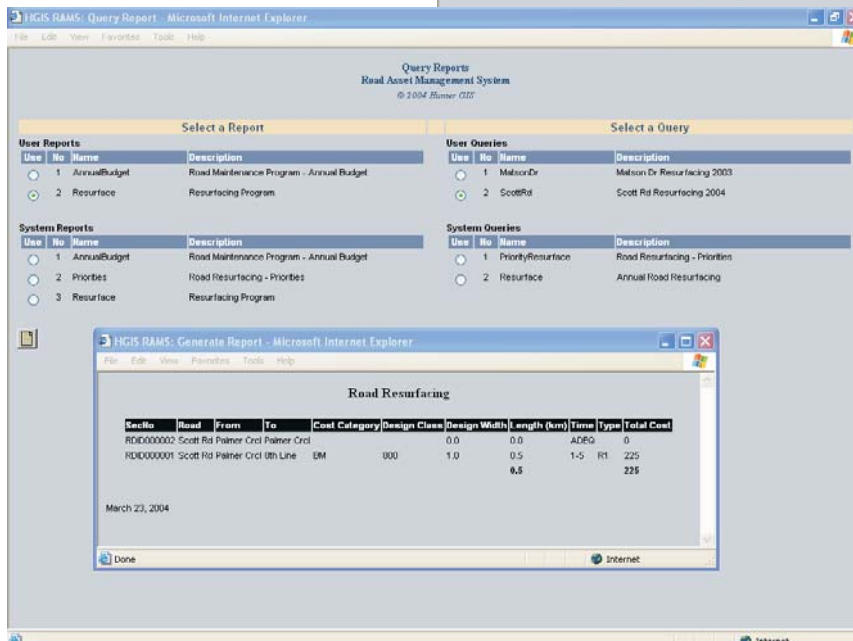 HGIS RAMS: Query Report - Microsoft Internet Explorer
File Edit View Favorites Tools Help
Query Reports
Road Asset Management System
© 2004 Hunter GIS
Select a Report
User Reports
Use No Name Description
1 AnnualBudget Road Maintenance Program - Annual Budget
2 Resurface Resurfacing Program
System Reports
Use No Name Description
1 AnnualBudget Road Maintenance Program - Annual Budget
2 Priorities Road Resurfacing - Priorities
3 Resurface Resurfacing Program
Select a Query
User Queries
Use No Name Description
1 MatsonDr Matson Dr Resurfacing 2003
2 ScottRd Scott Rd Resurfacing 2004
System Queries
Use No Name Description
1 PriorityResurface Road Resurfacing - Priorities
2 Resurface Annual Road Resurfacing
HGIS RAMS: Generate Report - Microsoft Internet Explorer
File Edit View Favorites Tools Help
Road Resurfacing
SecNo Road From To Cost Category Design Class Design Width Length (km) Time Type Total Cost
RDID000002 Scott Rd Palmer Crcl Palmer Crcl 0.0 0.0 ADEQ 0
RDID000001 Scott Rd Palmer Crcl 8th Line BM 800 1.0 0.5 1-5 R1 225
0.5 225
March 23, 2004
Done Internet
Internet